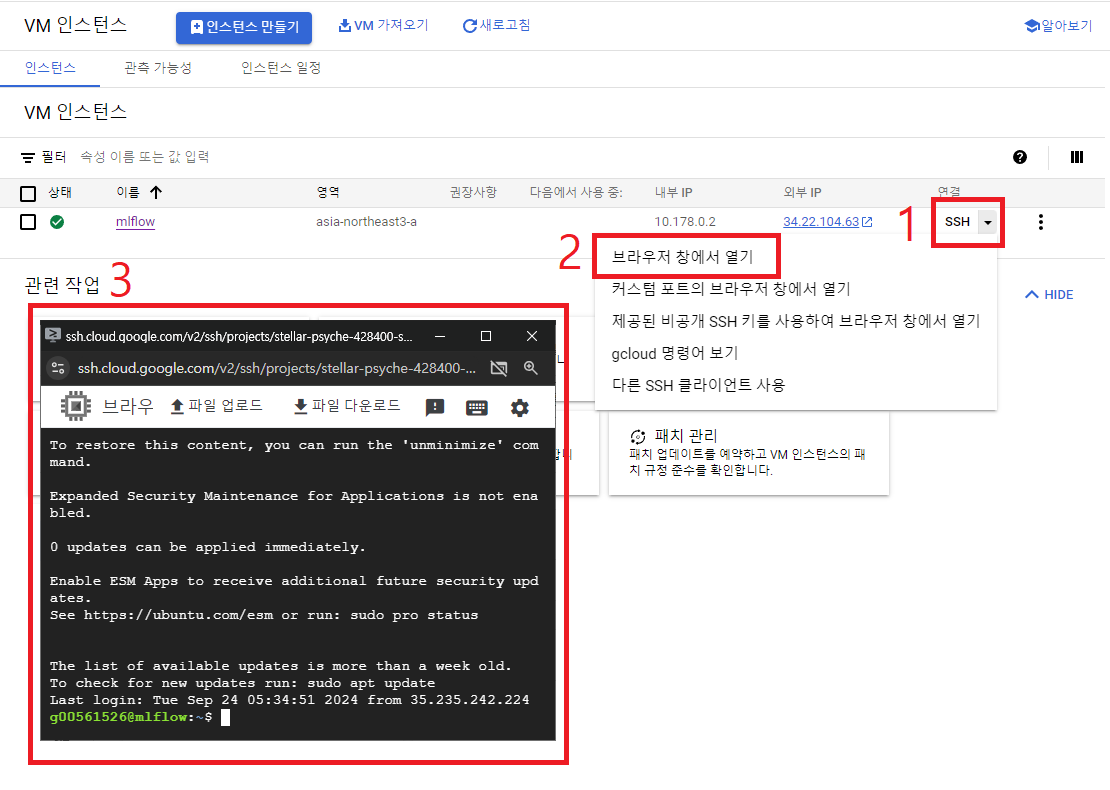 VM 인스턴스
인스턴스 만들기
VM 가져오기
새로고침
알아보기
인스턴스
관측 가능성
인스턴스 일정
VM 인스턴스
필터 속성 이름 또는 값 입력
상태 이름 영역 권장사항 다음에서 사용 중: 내부 IP 외부 IP 연결
mlflow asia-northeast3-a 10.178.0.2 34.22.104.63 1 SSH
2 브라우저 창에서 열기
커스텀 포트의 브라우저 창에서 열기
제공된 비공개 SSH 키를 사용하여 브라우저 창에서 열기
gcloud 명령어 보기
다른 SSH 클라이언트 사용
관련 작업 3
HIDE
패치 관리
패치 업데이트를 예약하고 VM 인스턴스의 패
치 규정 준수를 확인합니다.
ssh.cloud.google.com/v2/ssh/projects/stellar-psyche-428400-s...
ssh.cloud.google.com/v2/ssh/projects/stellar-psyche-428400-...
브라우 파일 업로드 파일 다운로드
To restore this content, you can run the 'unminimize' com
mand.
Expanded Security Maintenance for Applications is not ena
bled.
0 updates can be applied immediately.
Enable ESM Apps to receive additional future security upd
ates.
See https://ubuntu.com/esm or run: sudo pro status
The list of available updates is more than a week old.
To check for new updates run: sudo apt update
Last login: Tue Sep 24 05:34:51 2024 from 35.235.242.224
g00561526@mlflow:~$